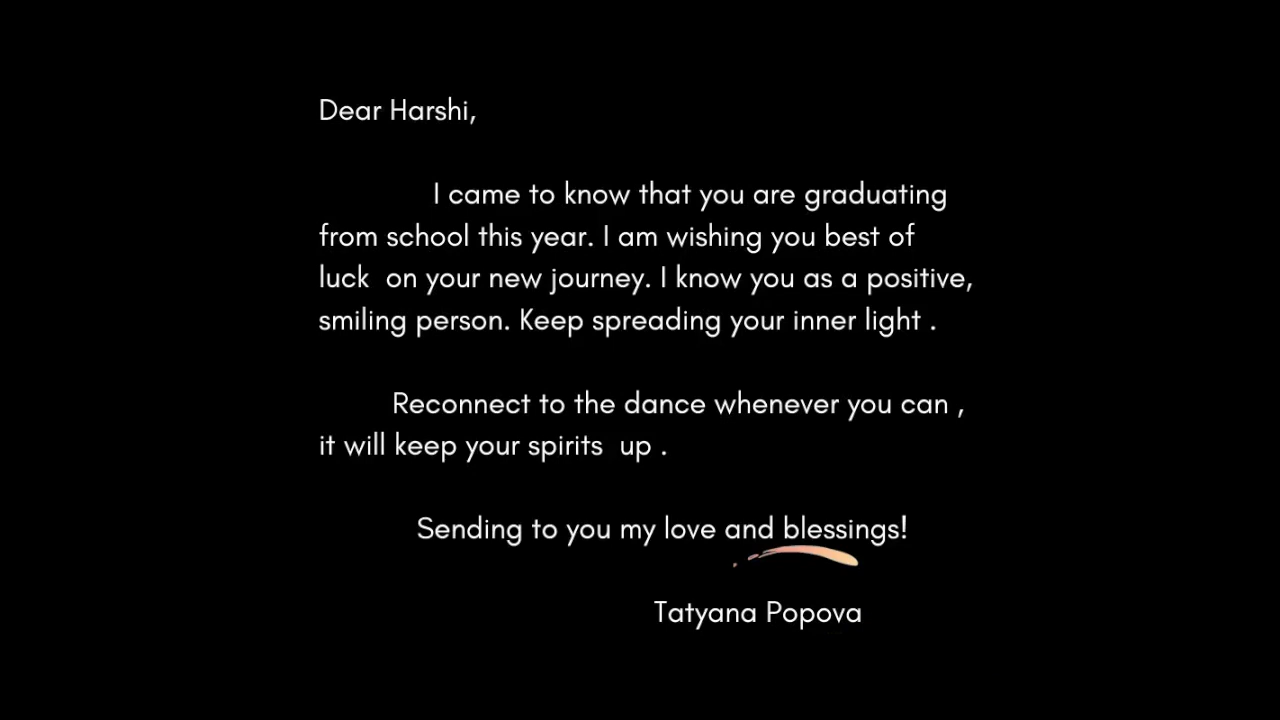 Dear Harshi,
I came to know that you are graduating
from school this year. I am wishing you best of
luck  on your new journey. I know you as a positive,
smiling person. Keep spreading your inner light .
Reconnect to the dance whenever you can ,
it will keep your spirits  up .
Sending to you my love and blessings!
Tatyana Popova